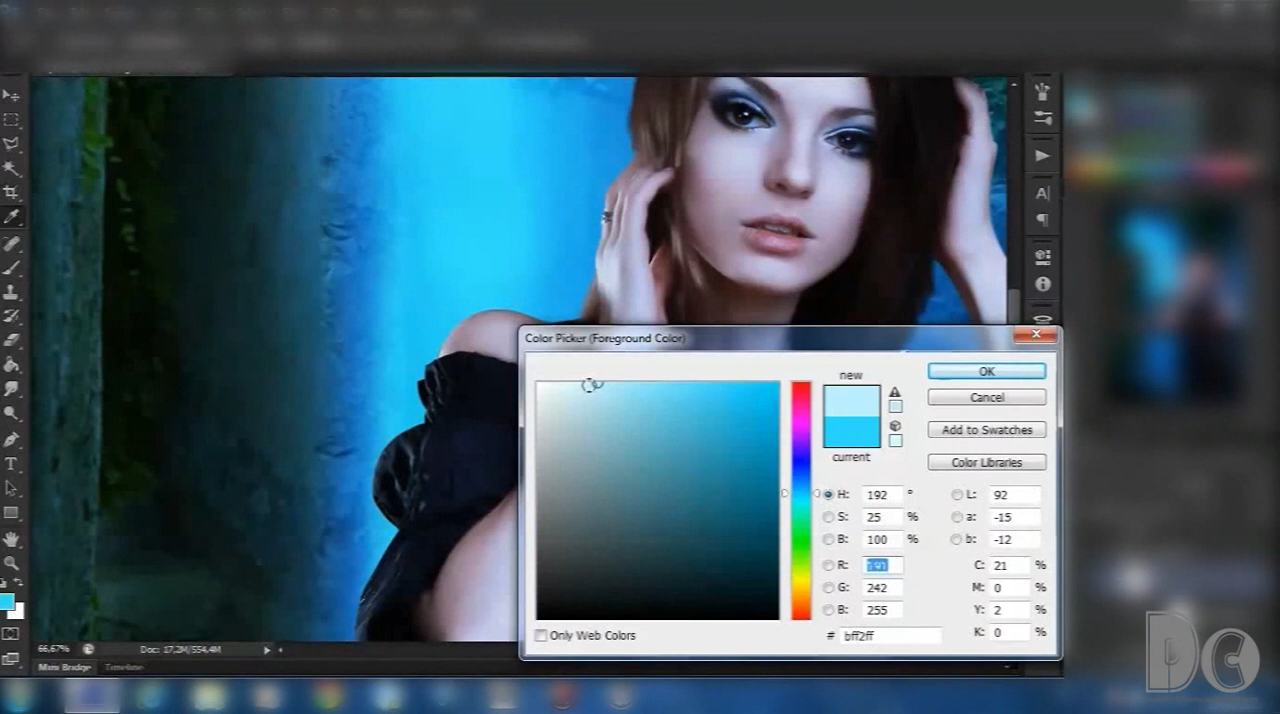 Color Picker (Foreground Color)
new
OK
Cancel
Add to Swatches
current
Color Libraries
H: 192 °
L: 92
S: 25 %
a: -15
B: 100 %
b: -12
R: 191
C: 21 %
G: 242
M: 0 %
B: 255
Y: 2 %
K: 0 %
Only Web Colors
# bff2ff
66,67%
Doc: 17,2M/554,4M
Mini Bridge
Timeline
DC